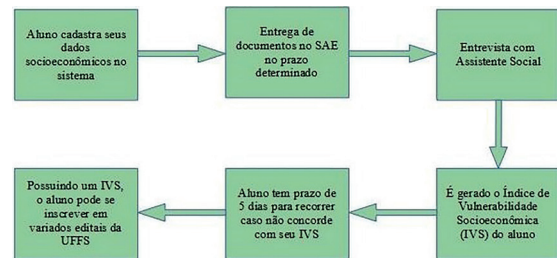 Aluno cadastra seus
dados
socioeconômicos no
sistema
Entrega de
documentos no SAE
no prazo
determinado
Entrevista com
Assistente Social
É gerado o Índice de
Vulnerabilidade
Socioeconômica
(IVS) do aluno
Aluno tem prazo de
5 dias para recorrer
caso não concorde
com seu IVS
Possuindo um IVS,
o aluno pode se
inscrever em
variados editais da
UFFS